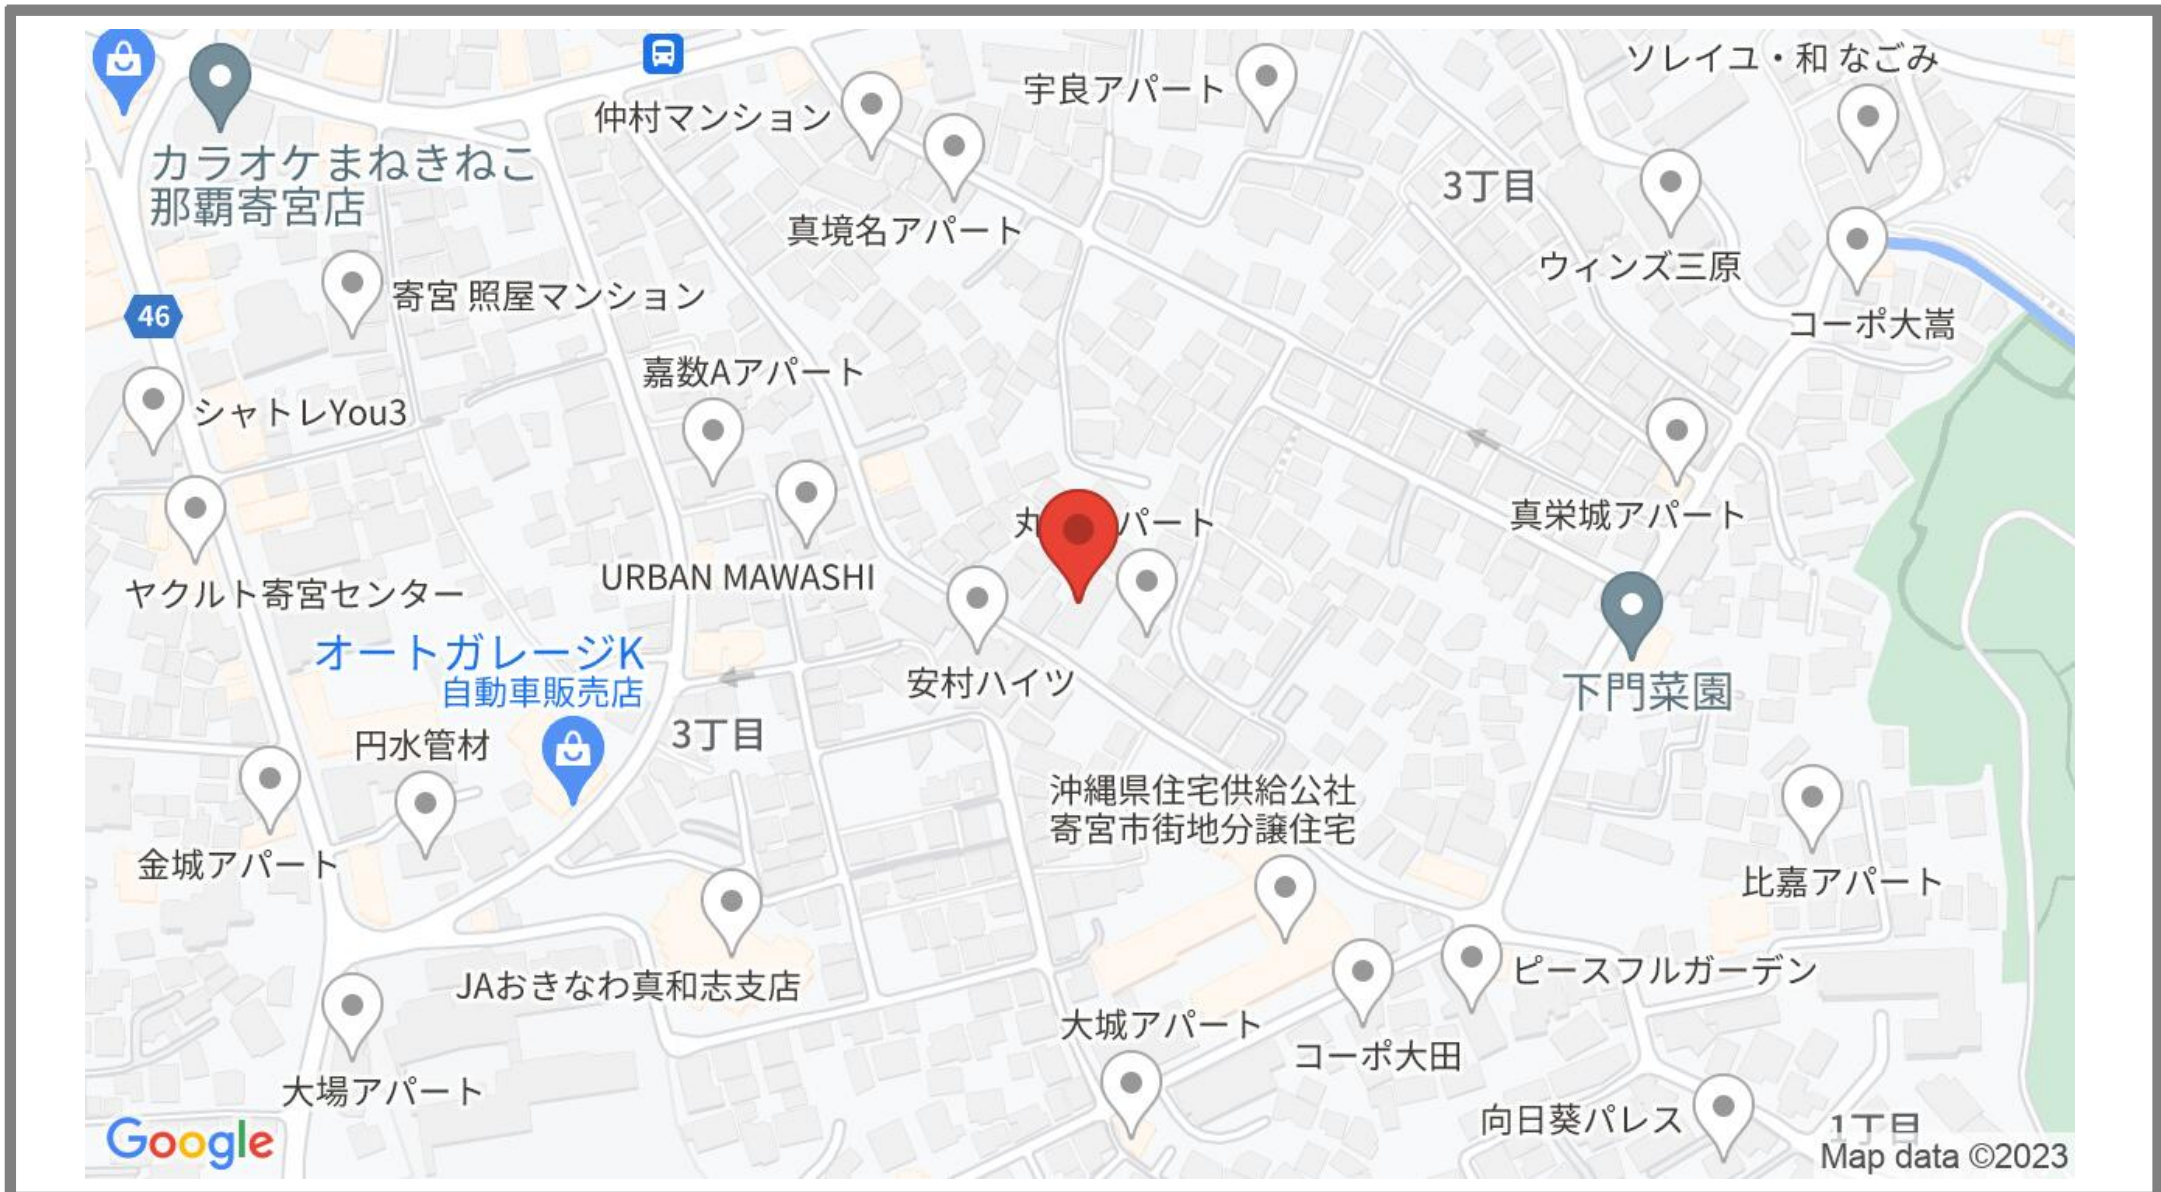 ソレイユ・和 なごみ
宇良アパート
仲村マンション
カラオケまねきねこ
那覇寄宮店
3丁目
真境名アパート
ウィンズ三原
寄宮 照屋マンション
46
コーポ大嵩
嘉数Aアパート
シャトレYou3
真栄城アパート
丸
パート
URBAN MAWASHI
ヤクルト寄宮センター
オートガレージK
自動車販売店
安村ハイツ
下門菜園
3丁目
円水管材
沖縄県住宅供給公社
寄宮市街地分譲住宅
金城アパート
比嘉アパート
JAおきなわ真和志支店
ピースフルガーデン
大城アパート
コーポ大田
大場アパート
向日葵パレス
1丁目
Google
Map data ©2023